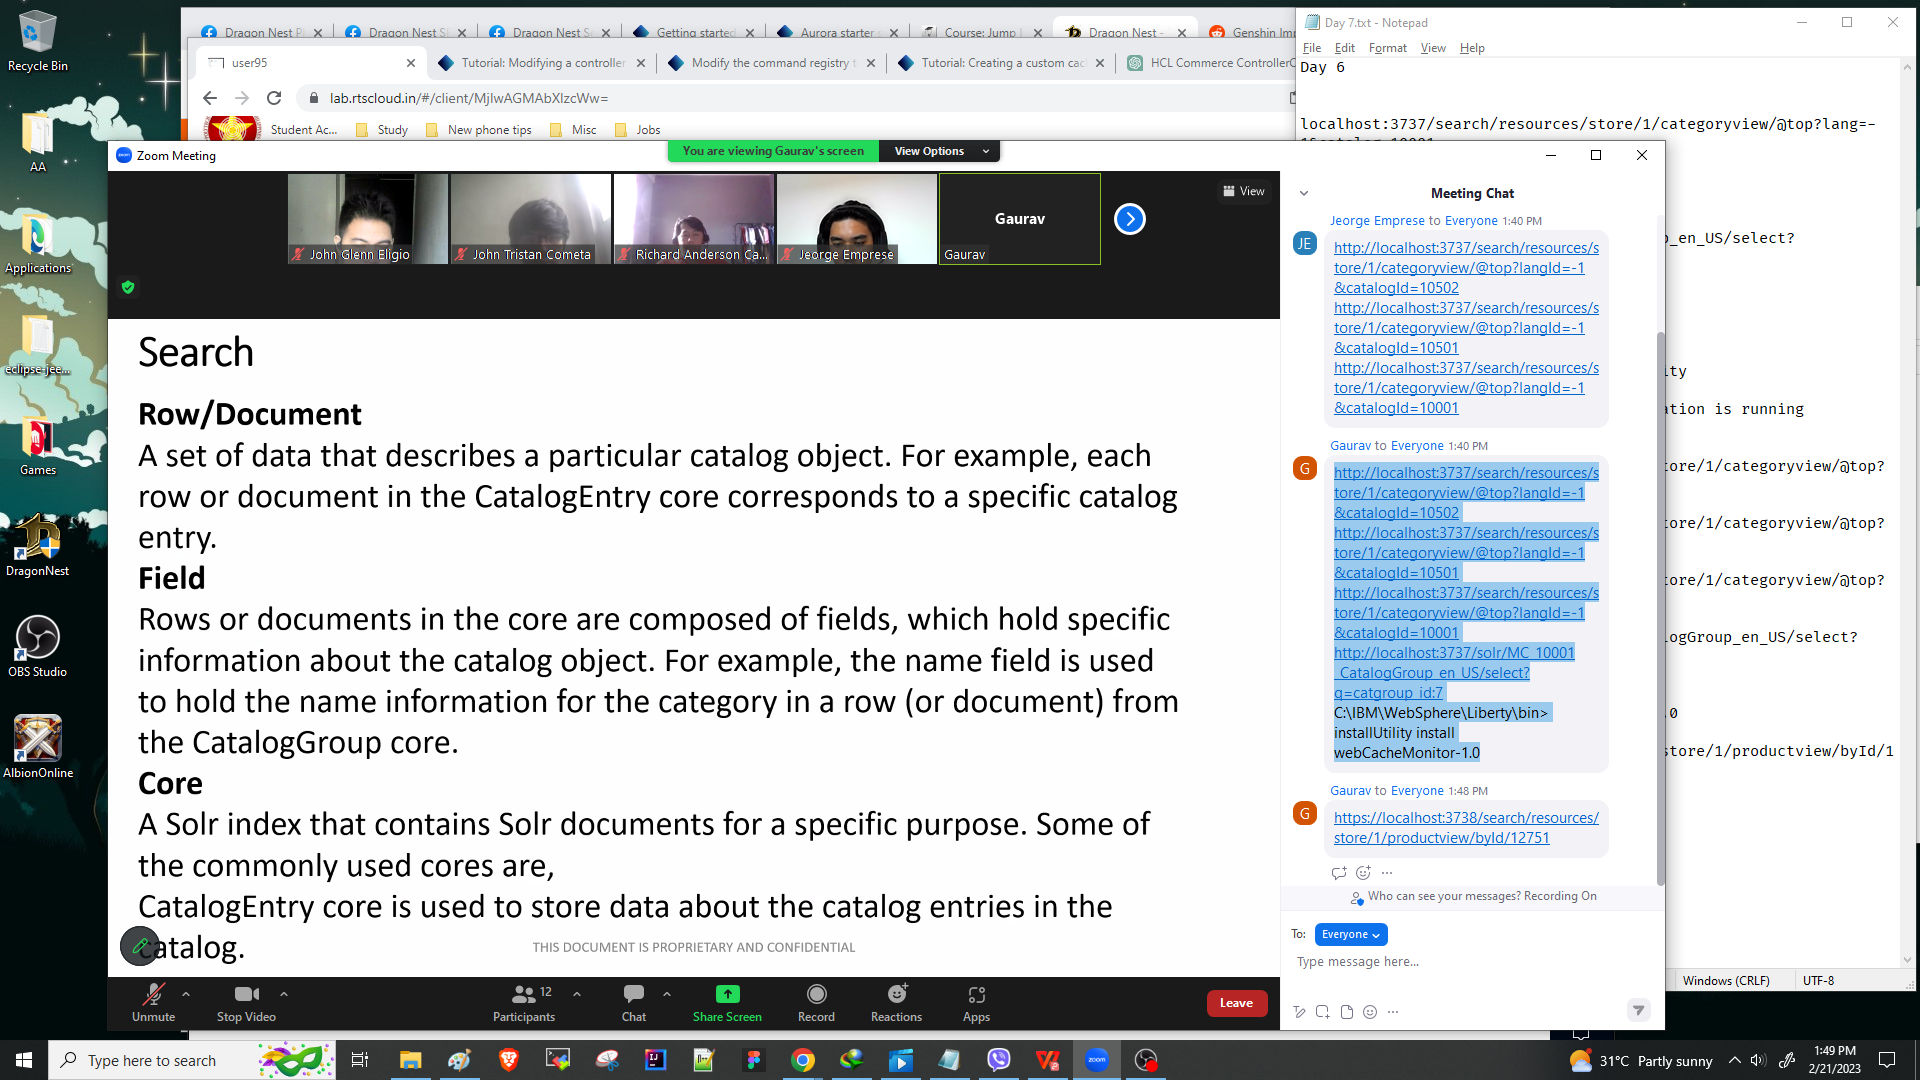 Recycle Bin
AA
Applications
eclipse-jee...
Games
DragonNest
OBS Studio
AlbionOnline
Dragon Nest
Getting started
Aurora starter
Course: Jump
Dragon Nest -
Genshin Imp
user95
Tutorial: Modifying a controller
Modify the command registry
Tutorial: Creating a custom
HCL Commerce Controller
lab.rtscloud.in/#/client/MjIwAGMAbXlzcWw=
Student Ac...
Study
New phone tips
Misc
Jobs
Day 7.txt - Notepad
File Edit Format View Help
Day 6
localhost:3737/search/resources/store/1/categoryview/@top?lang=-
_en_US/select?
ation is running
tore/1/categoryview/@top?
tore/1/categoryview/@top?
tore/1/categoryview/@top?
logGroup_en_US/select?
.0
store/1/productview/byId/1
Windows (CRLF)
UTF-8
Zoom Meeting
You are viewing Gaurav's screen
View Options
View
John Glenn Eligio
John Tristan Cometa
Richard Anderson Ca...
Jeorge Emprese
Gaurav
Gaurav
Search
Row/Document
A set of data that describes a particular catalog object. For example, each
row or document in the CatalogEntry core corresponds to a specific catalog
entry.
Field
Rows or documents in the core are composed of fields, which hold specific
information about the catalog object. For example, the name field is used
to hold the name information for the category in a row (or document) from
the CatalogGroup core.
Core
A Solr index that contains Solr documents for a specific purpose. Some of
the commonly used cores are,
CatalogEntry core is used to store data about the catalog entries in the
catalog.
THIS DOCUMENT IS PROPRIETARY AND CONFIDENTIAL
Meeting Chat
Jeorge Emprese to Everyone 1:40 PM
JE
http://localhost:3737/search/resources/s
tore/1/categoryview/@top?langId=-1
&catalogId=10502
http://localhost:3737/search/resources/s
tore/1/categoryview/@top?langId=-1
&catalogId=10501
http://localhost:3737/search/resources/s
tore/1/categoryview/@top?langId=-1
&catalogId=10001
Gaurav to Everyone 1:40 PM
G
http://localhost:3737/search/resources/s
tore/1/categoryview/@top?langId=-1
&catalogId=10502
http://localhost:3737/search/resources/s
tore/1/categoryview/@top?langId=-1
&catalogId=10501
http://localhost:3737/search/resources/s
tore/1/categoryview/@top?langId=-1
&catalogId=10001
http://localhost:3737/solr/MC_10001
_CatalogGroup_en_US/select?
q=catgroup_id:7
C:\IBM\WebSphere\Liberty\bin>
installUtility install
webCacheMonitor-1.0
Gaurav to Everyone 1:48 PM
G
https://localhost:3738/search/resources/
store/1/productview/byId/12751
Who can see your messages? Recording On
To: Everyone
Type message here...
Unmute
Stop Video
12
Participants
Chat
Share Screen
Record
Reactions
Apps
Leave
Type here to search
31°C Partly sunny
1:49 PM
2/21/2023